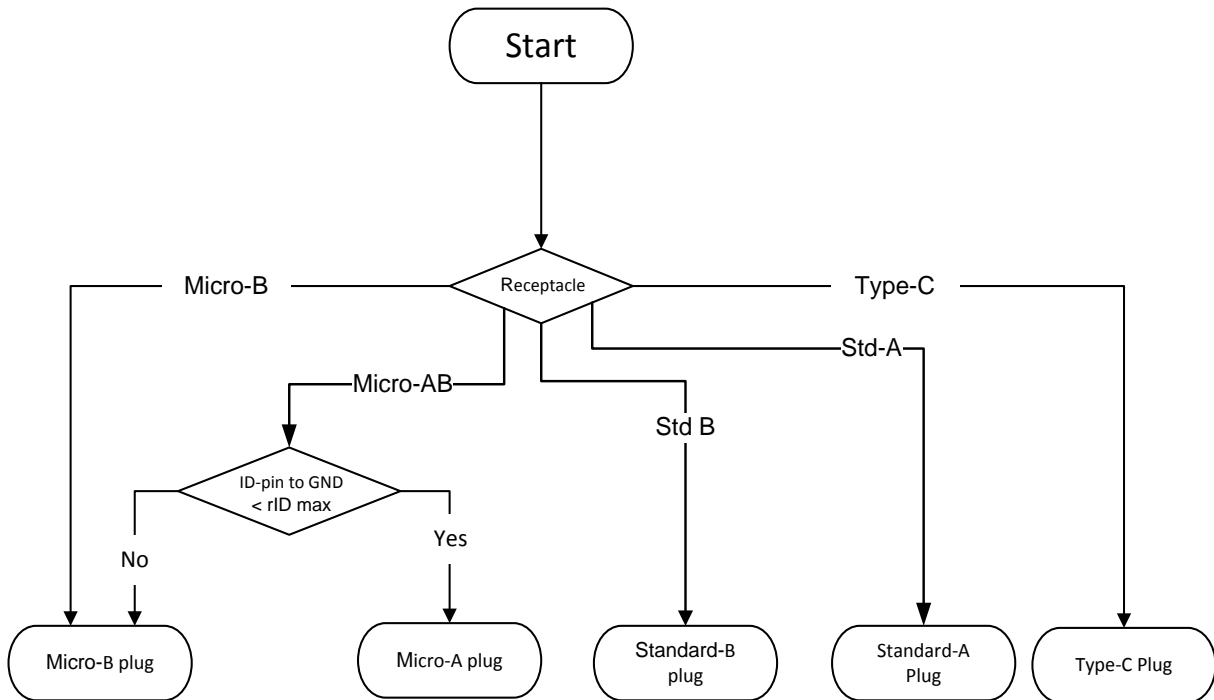 Start
Receptacle
Micro-B
Type-C
Std-A
Micro-AB
Std B
ID-pin to GND
< rID max
Yes
No
Micro-B plug
Micro-A plug
Standard-B
plug
Standard-A
Plug
Type-C Plug